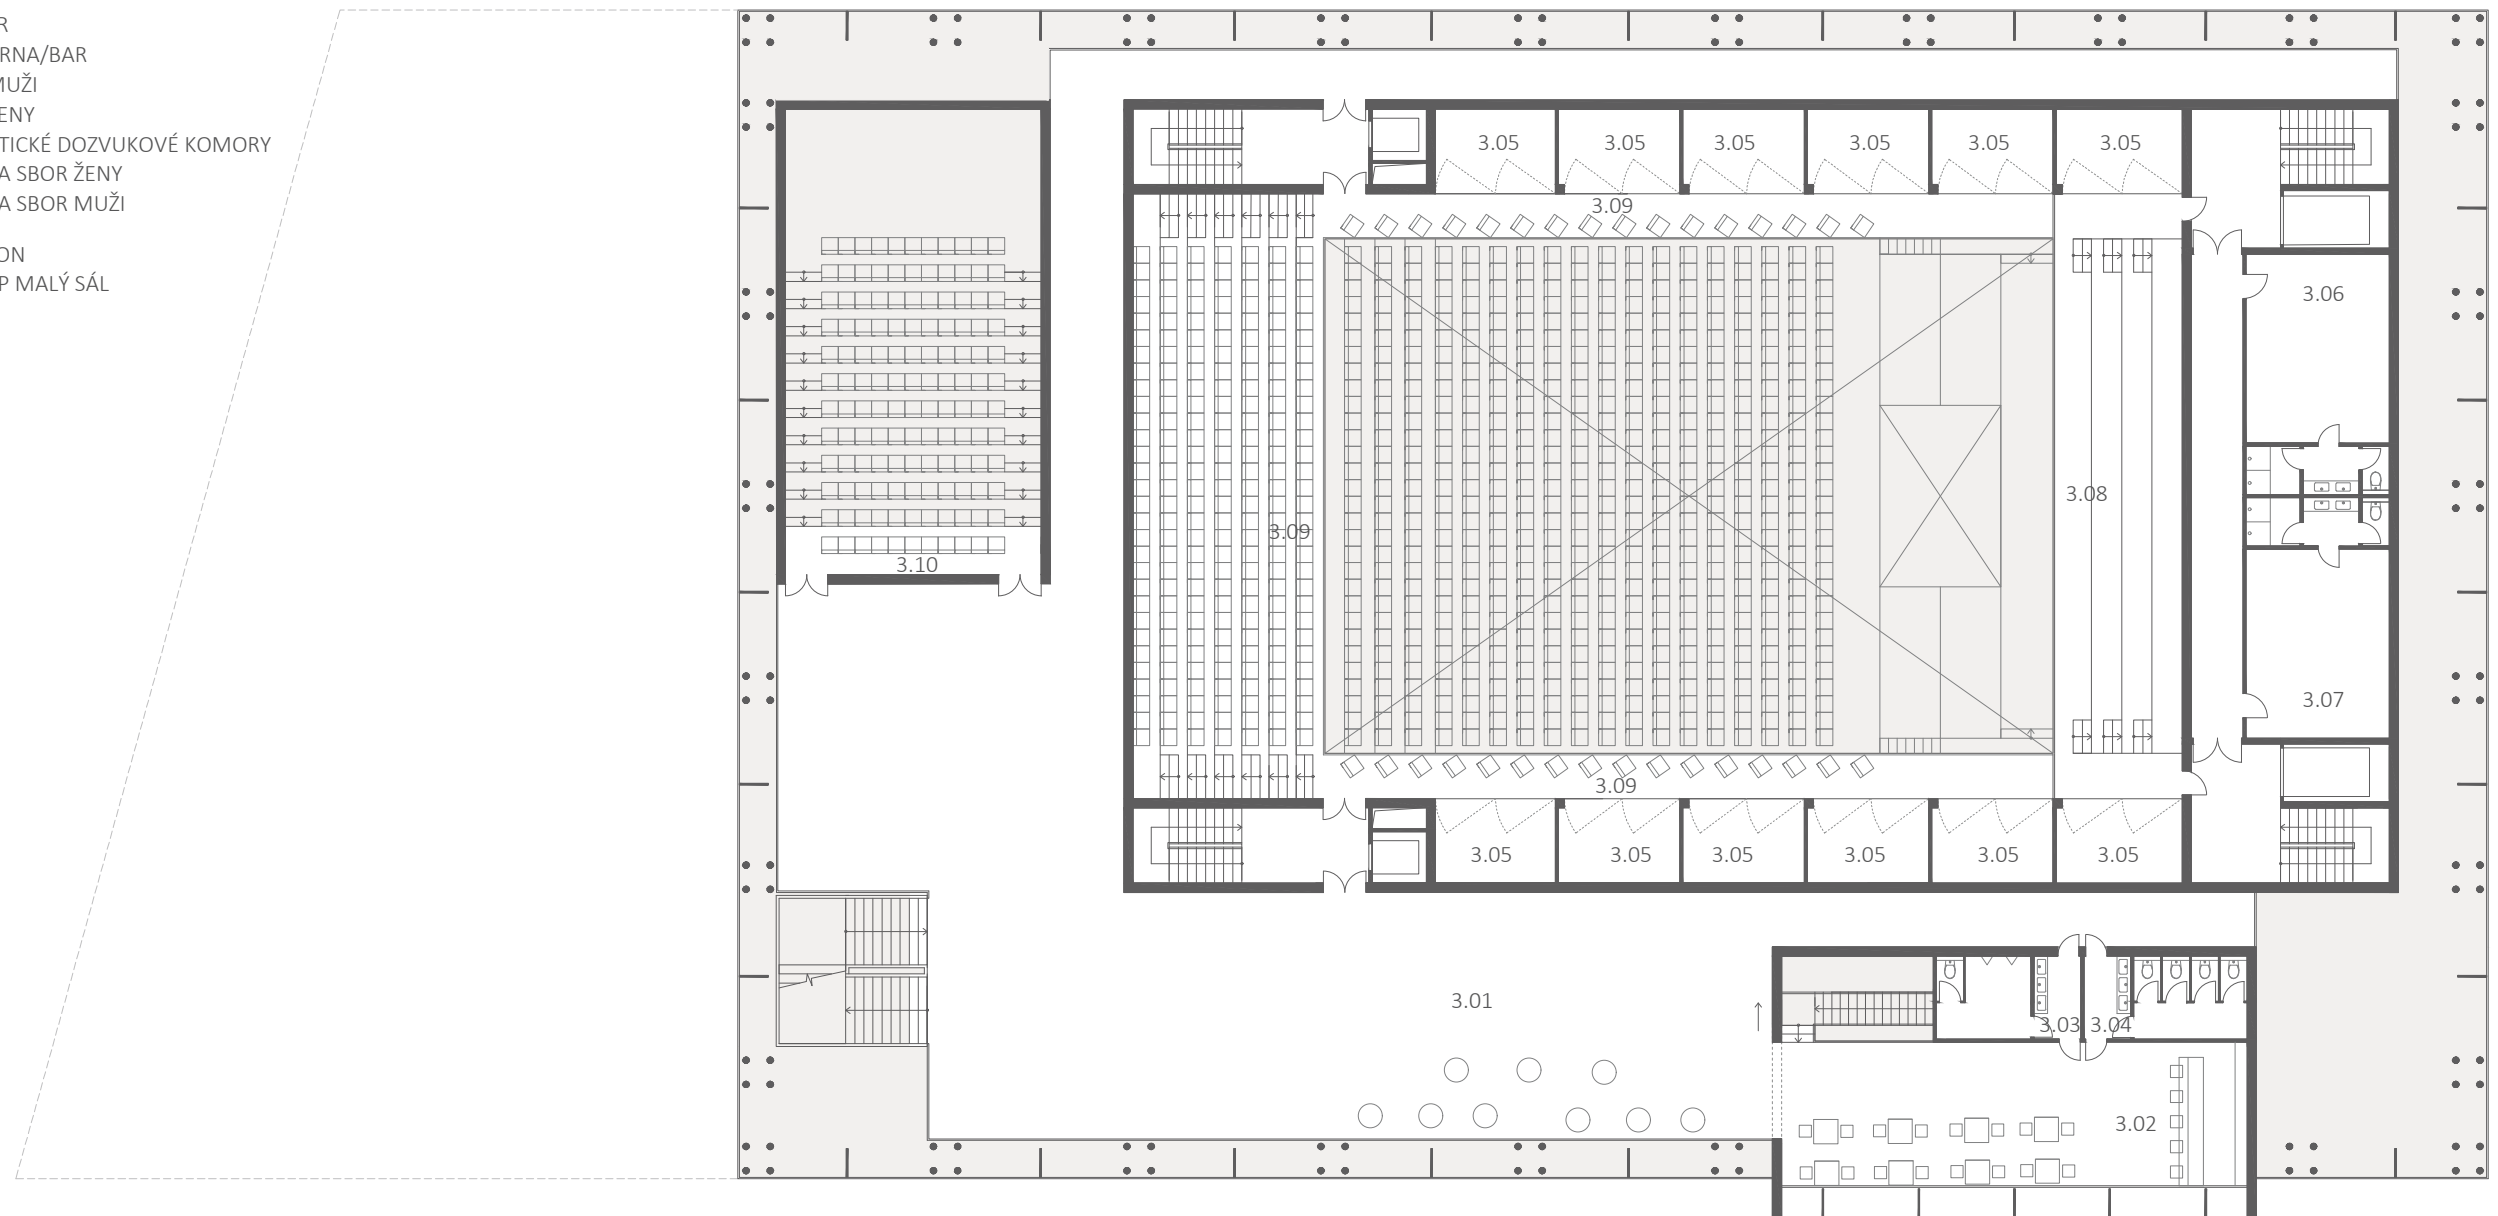 R
RNA/BAR
MUŽI
ENY
TICKÉ DOZVUKOVÉ KOMORY
A SBOR ŽENY
A SBOR MUŽI
ON
P MALÝ SÁL
3.05 3.05 3.05 3.05 3.05 3.05
3.09
3.06
3.08
3.09
3.10
3.07
3.09
3.05 3.05 3.05 3.05 3.05 3.05
3.01
3.03 3.04
3.02